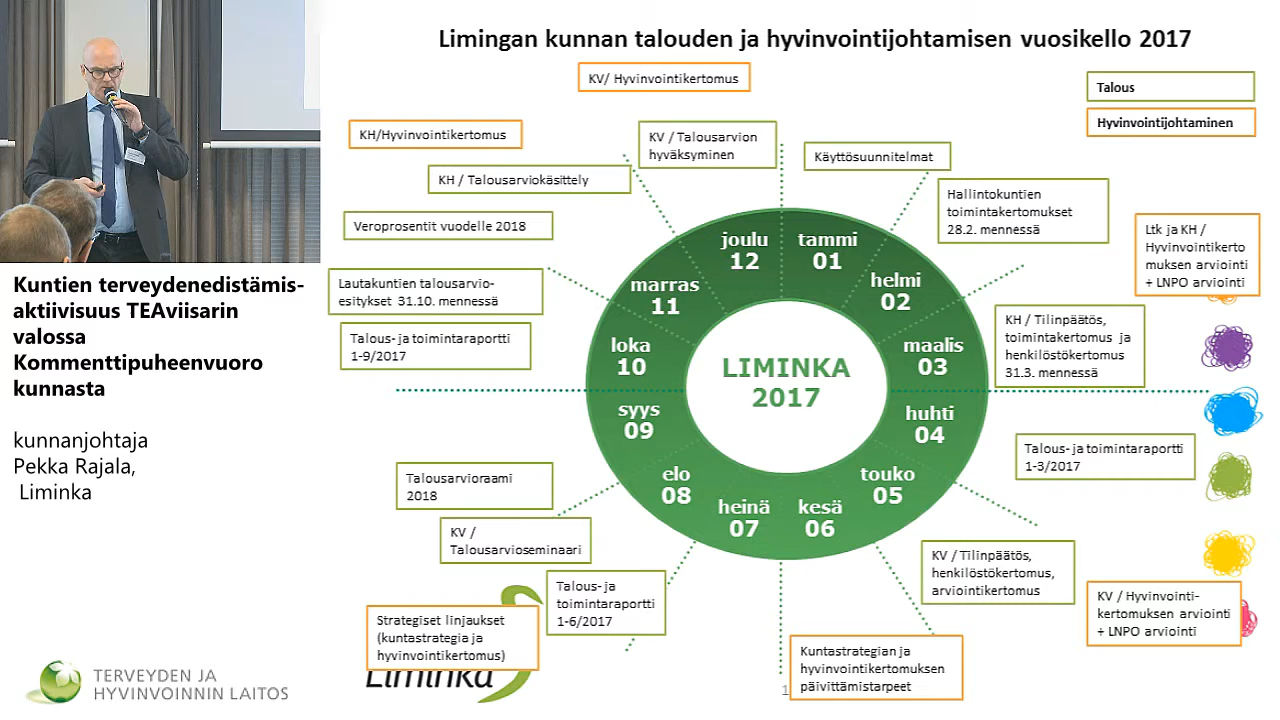 Limingan kunnan talouden ja hyvinvointijohtamisen vuosikello 2017
KV/ Hyvinvointikertomus
Talous
Hyvinvointijohtaminen
KH/Hyvinvointikertomus
KV / Talousarvion
hyväksyminen
Käyttösuunnitelmat
KH / Talousarviokäsittely
Hallintokuntien
toimintakertomukset
28.2. mennessä
Veroprosentit vuodelle 2018
Ltk ja KH /
Hyvinvointikerto
muksen arviointi
+ LNPO arviointi
Lautakuntien talousarvio-
esitykset 31.10. mennessä
Talous- ja toimintaraportti
1-9/2017
KH / Tilinpäätös,
toimintakertomus ja
henkilöstökertomus
31.3. mennessä
joulu
12
tammi
01
marras
11
helmi
02
loka
10
maalis
03
LIMINKA
2017
syys
09
huhti
04
elo
08
touko
05
heinä
07
kesä
06
Talous- ja toimintaraportti
1-3/2017
Talousarvioraami
2018
KV /
Talousarvioseminaari
Talous- ja
toimintaraportti
1-6/2017
KV / Tilinpäätös,
henkilöstökertomus,
arviointikertomus
Strategiset linjaukset
(kuntastrategia ja
hyvinvointikertomus)
KV / Hyvinvointi-
kertomuksen arviointi
+ LNPO arviointi
Kuntastrategian ja
hyvinvointikertomuksen
päivittämistarpeet
Liminka
1
Kuntien terveydenedistämis-
aktiivisuus TEAviisarin
valossa
Kommenttipuheenvuoro
kunnasta
kunnanjohtaja
Pekka Rajala,
Liminka
TERVEYDEN JA
HYVINVOINNIN LAITOS